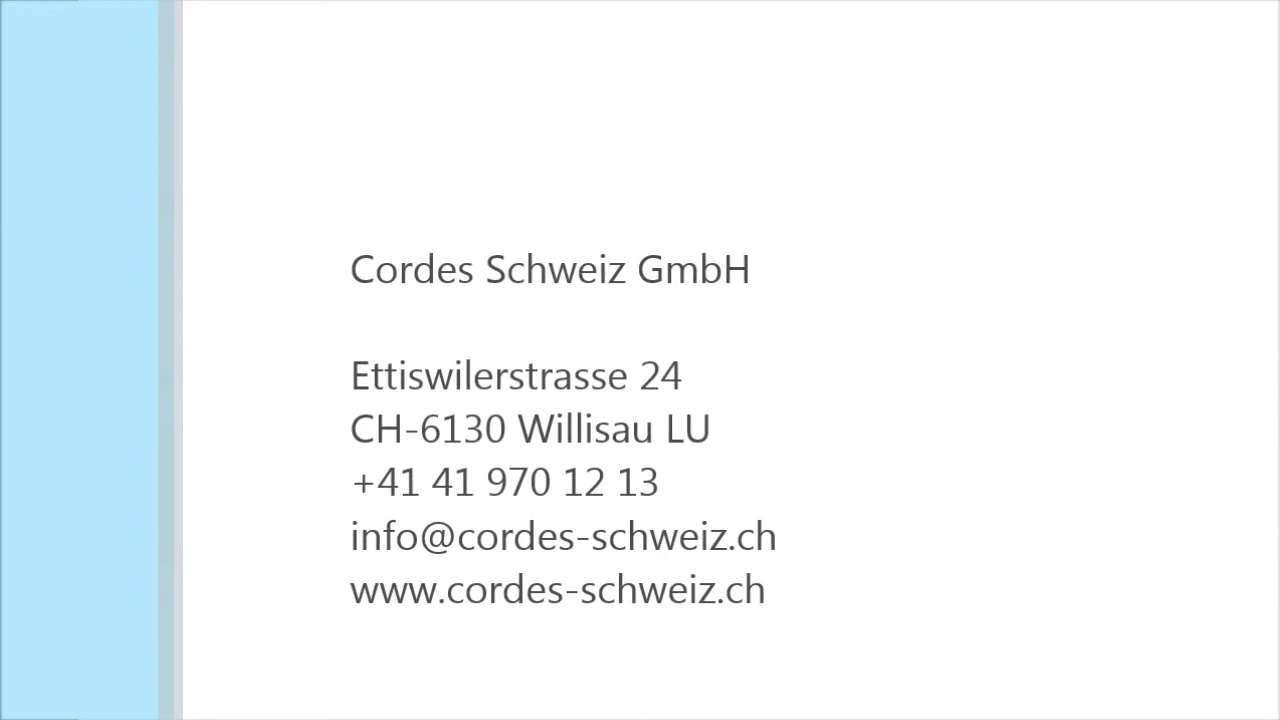 Cordes Schweiz GmbH
Ettiswilerstrasse 24
CH-6130 Willisau LU
+41 41 970 12 13
info@cordes-schweiz.ch
www.cordes-schweiz.ch